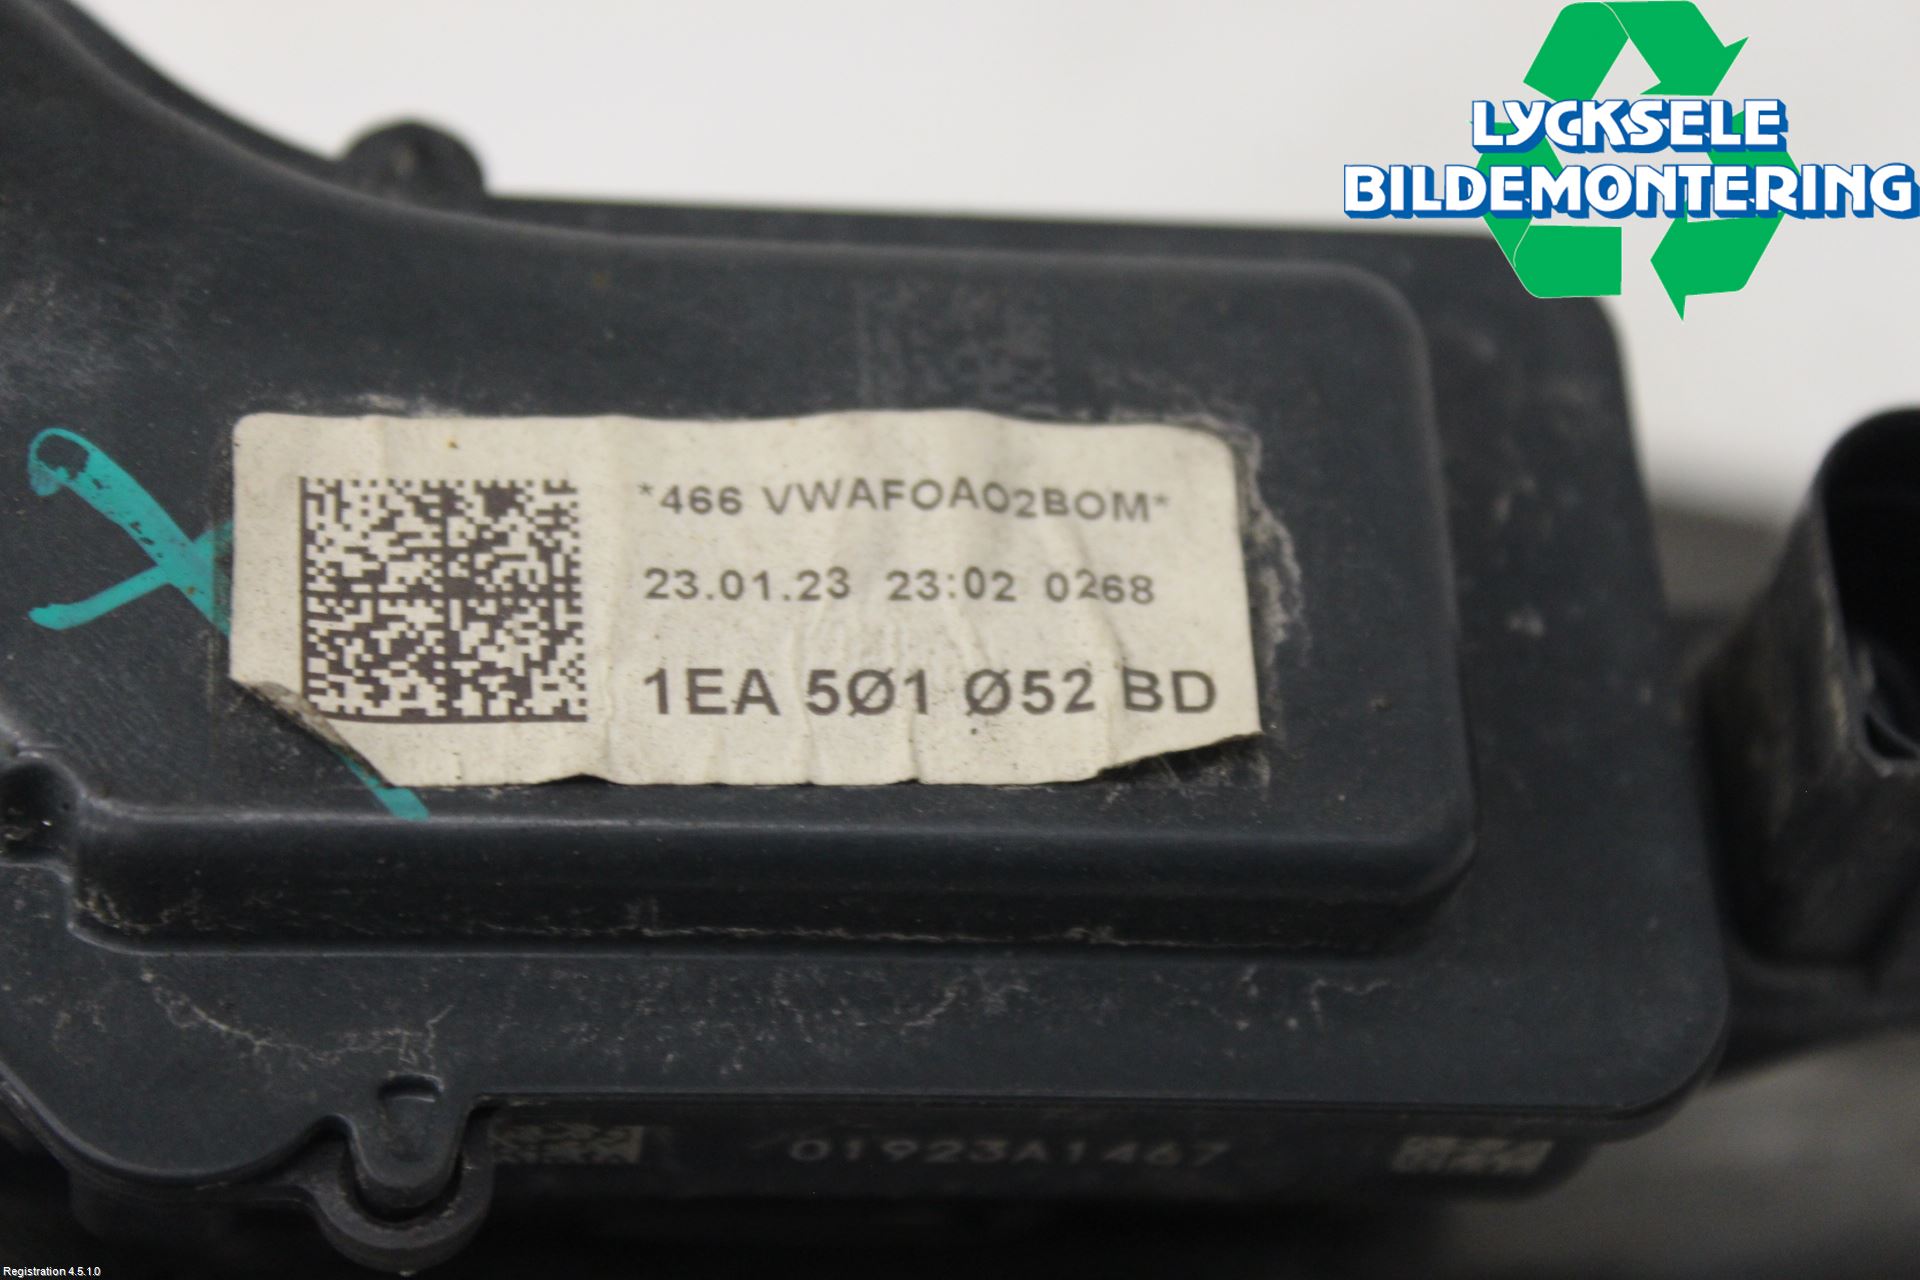 LYCKSELE
BILDEMONTERING
*466 VWAF0A02B0M*
23.01.23 23:02 0268
1EA 5Ø1 Ø52 BD
01923A1467
Registration 4.5.1.0